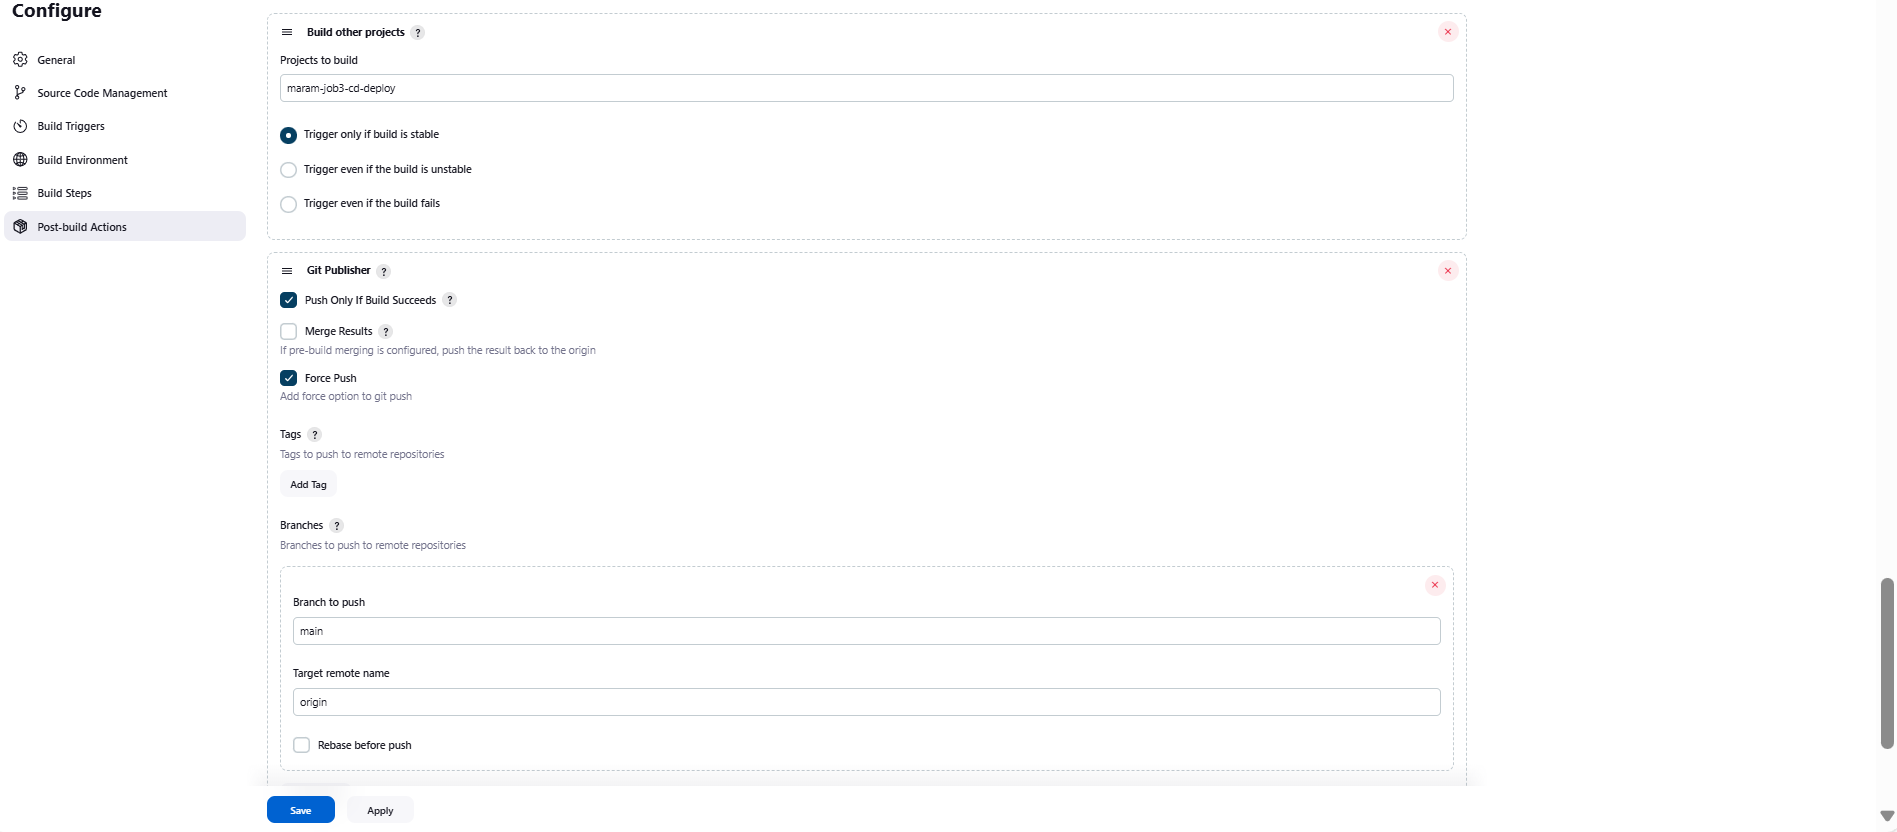 Configure
General
Source Code Management
Build Triggers
Build Environment
Build Steps
Post-build Actions
Build other projects ?
Projects to build
maram-job3-cd-deploy
Trigger only if build is stable
Trigger even if the build is unstable
Trigger even if the build fails
Git Publisher ?
Push Only If Build Succeeds ?
Merge Results ?
If pre-build merging is configured, push the result back to the origin
Force Push
Add force option to git push
Tags ?
Tags to push to remote repositories
Add Tag
Branches ?
Branches to push to remote repositories
Branch to push
main
Target remote name
origin
Rebase before push
Save Apply